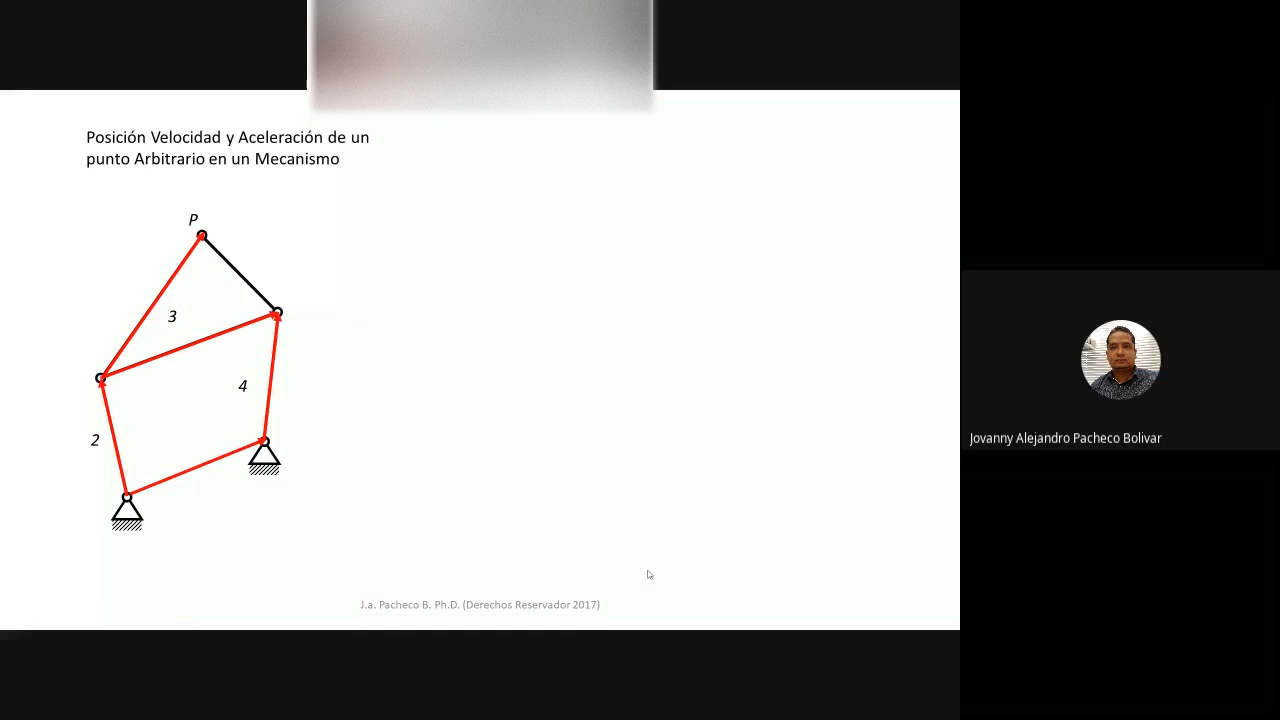 Posición Velocidad y Aceleración de un
punto Arbitrario en un Mecanismo
P
3
4
2
Jovanny Alejandro Pacheco Bolivar
J.a. Pacheco B. Ph.D. (Derechos Reservador 2017)